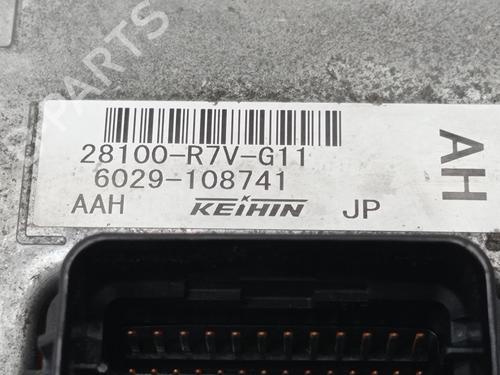 28100-R7V-G11
6029-108741
AAH KEIHIN JP
AH